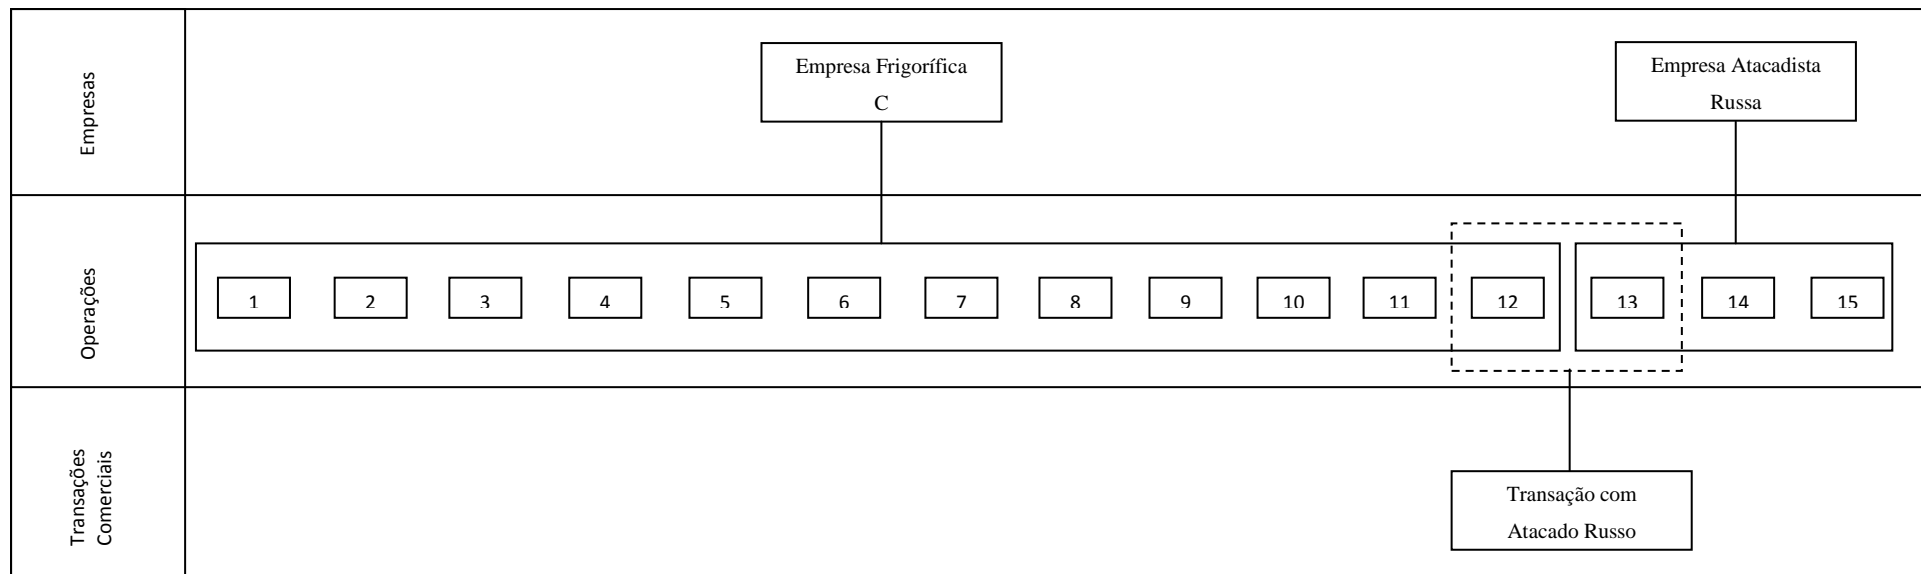 Empresas
Empresa Frigorífica
C
Empresa Atacadista
Russa
Operações
1 2 3 4 5 6 7 8 9 10 11 12 13 14 15
Transações
Comerciais
Transação com
Atacado Russo